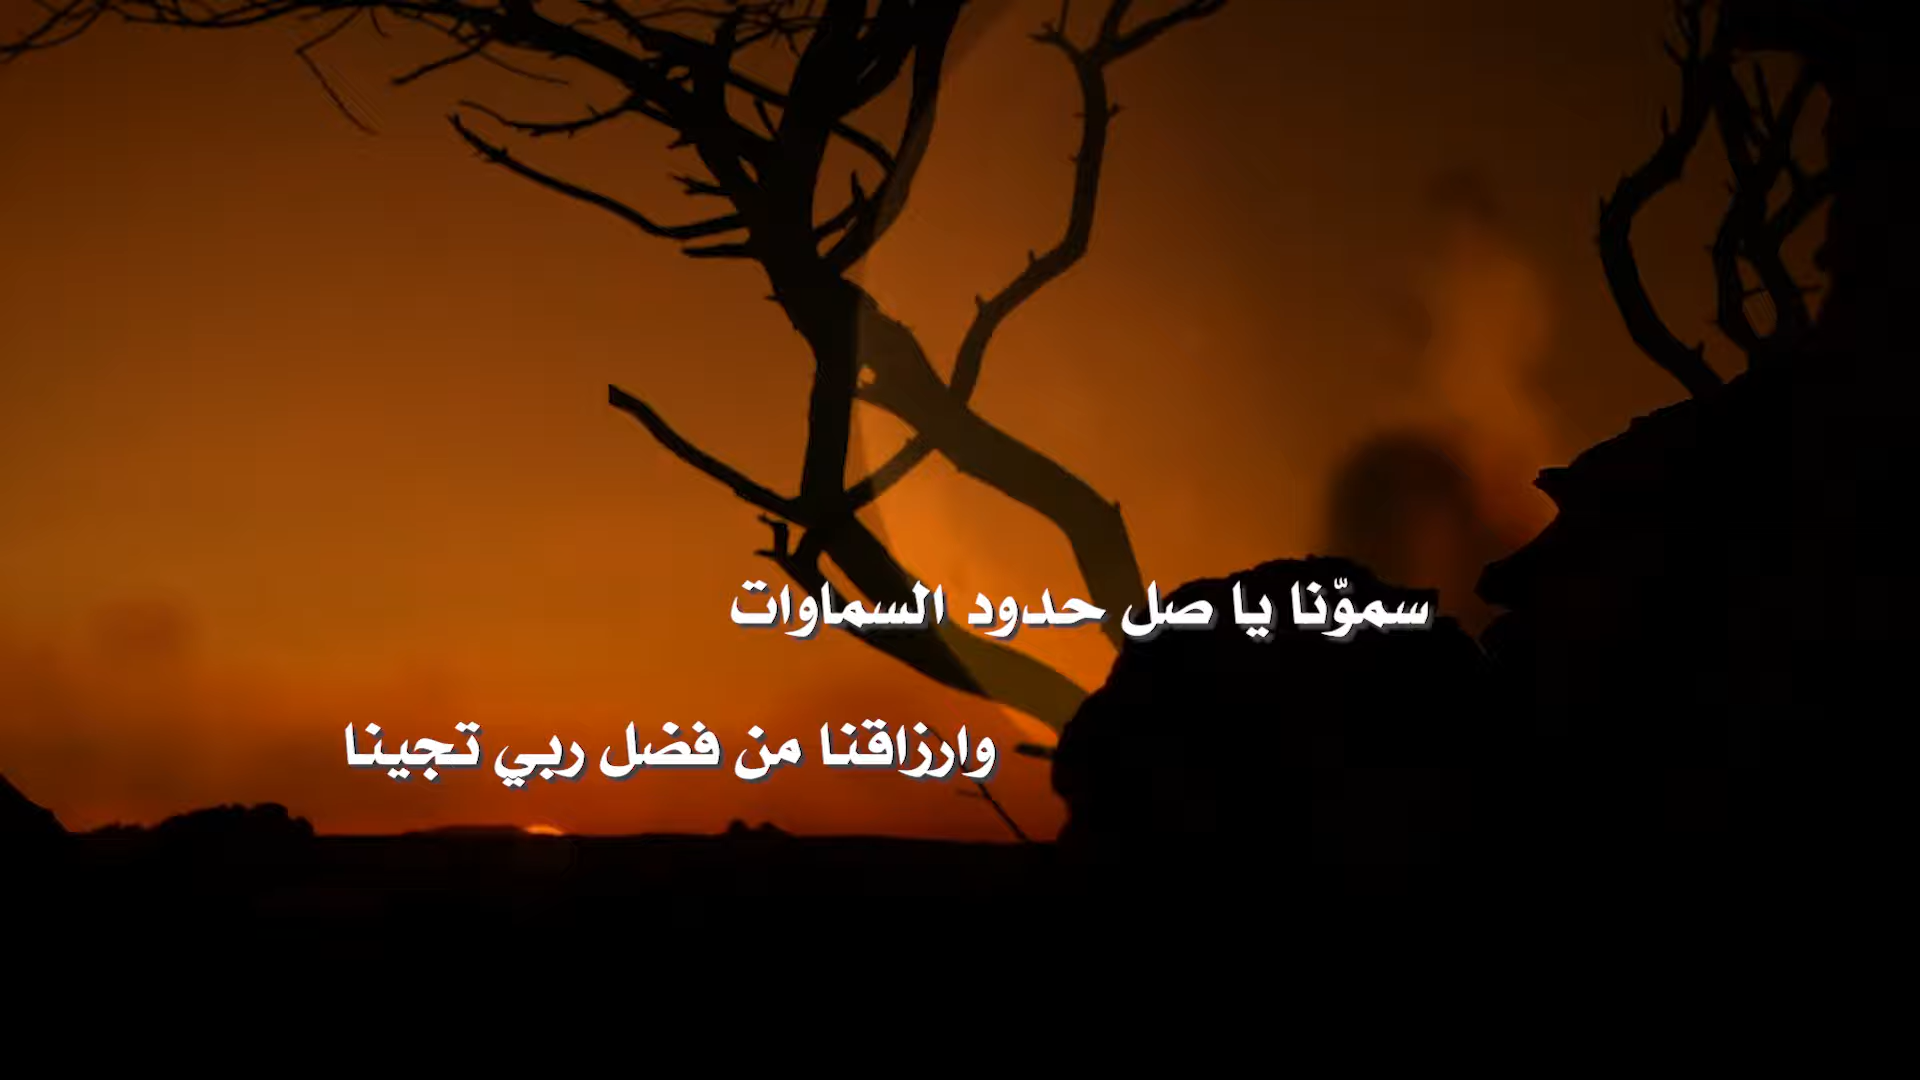 سموّنا يا صل حدود السماوات
وارزاقنا من فضل ربي تجينا